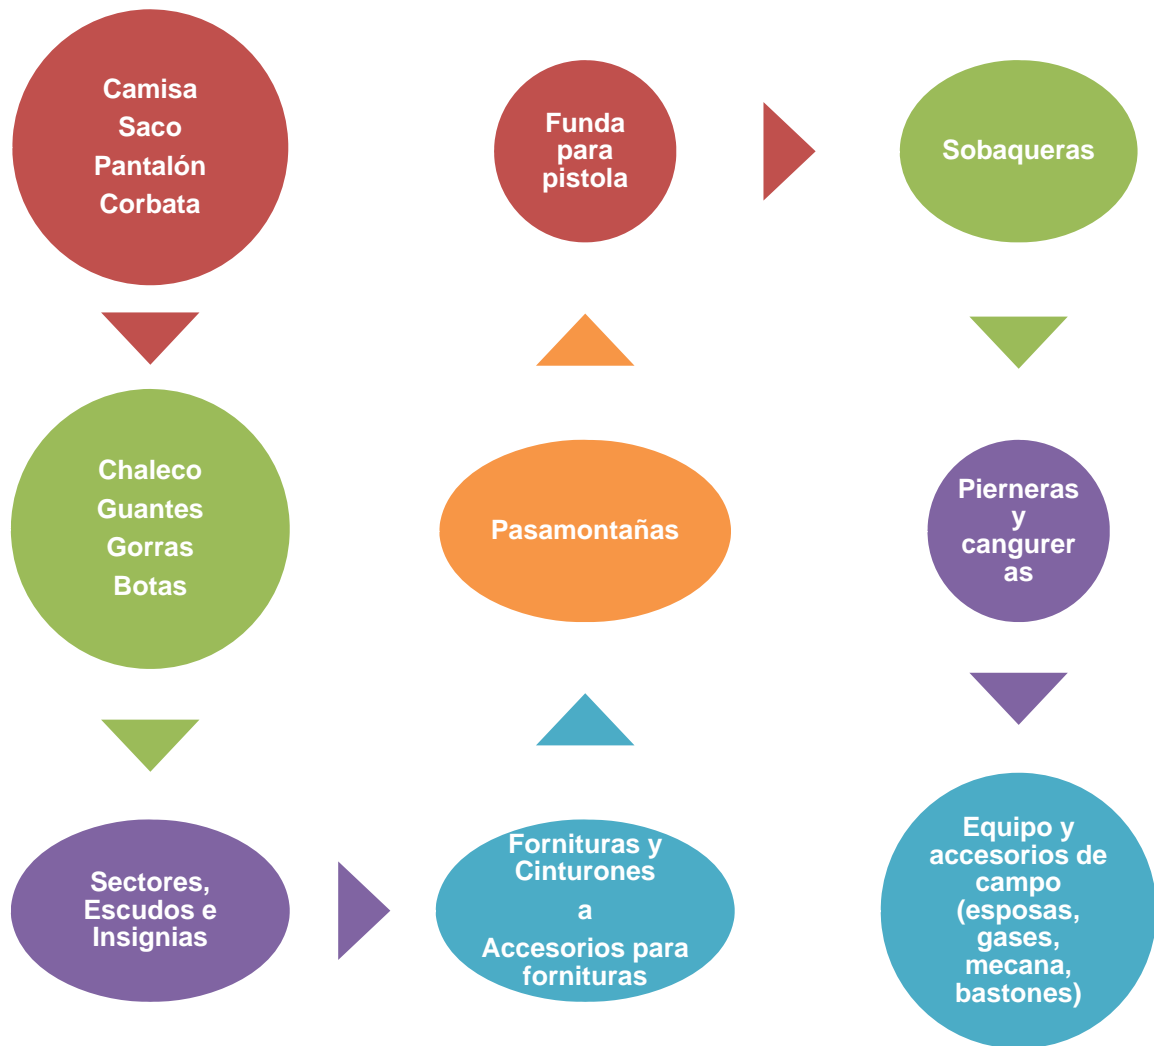 Camisa
Saco
Pantalón
Corbata
Chaleco
Guantes
Gorras
Botas
Sectores,
Escudos e
Insignias
Fornituras y
Cinturones
a
Accesorios para
fornituras
Pasamontañas
Funda
para
pistola
Sobaqueras
Pierneras
y
cangurer
as
Equipo y
accesorios de
campo
(esposas,
gases,
mecana,
bastones)